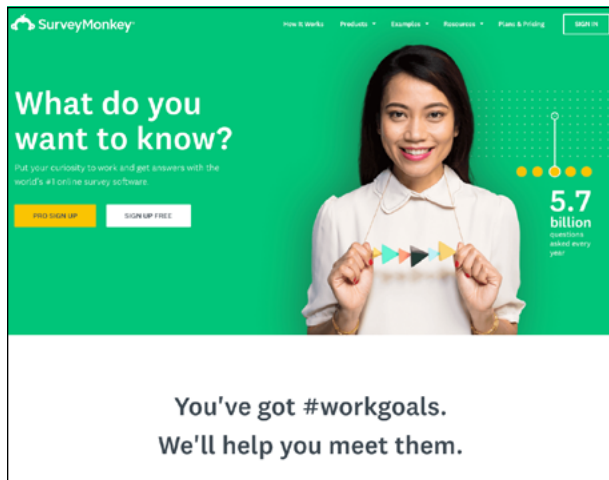 SurveyMonkey
How It Works Products Examples Resources Plans & Pricing SIGN IN
What do you
want to know?
Put your curiosity to work and get answers with the
world's #1 online survey software.
PRO SIGN UP SIGN UP FREE
5.7
billion
questions
asked every
year
You've got #workgoals.
We'll help you meet them.